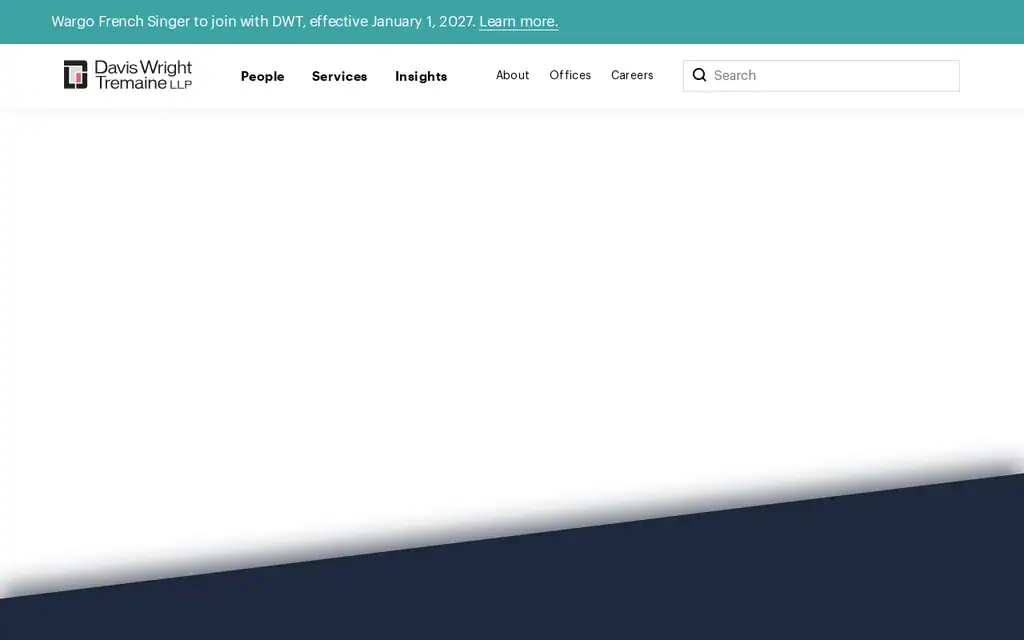 Wargo French Singer to join with DWT, effective January 1, 2027. Learn more.
Davis Wright
Tremaine LLP
People
Services
Insights
About
Offices
Careers
Search